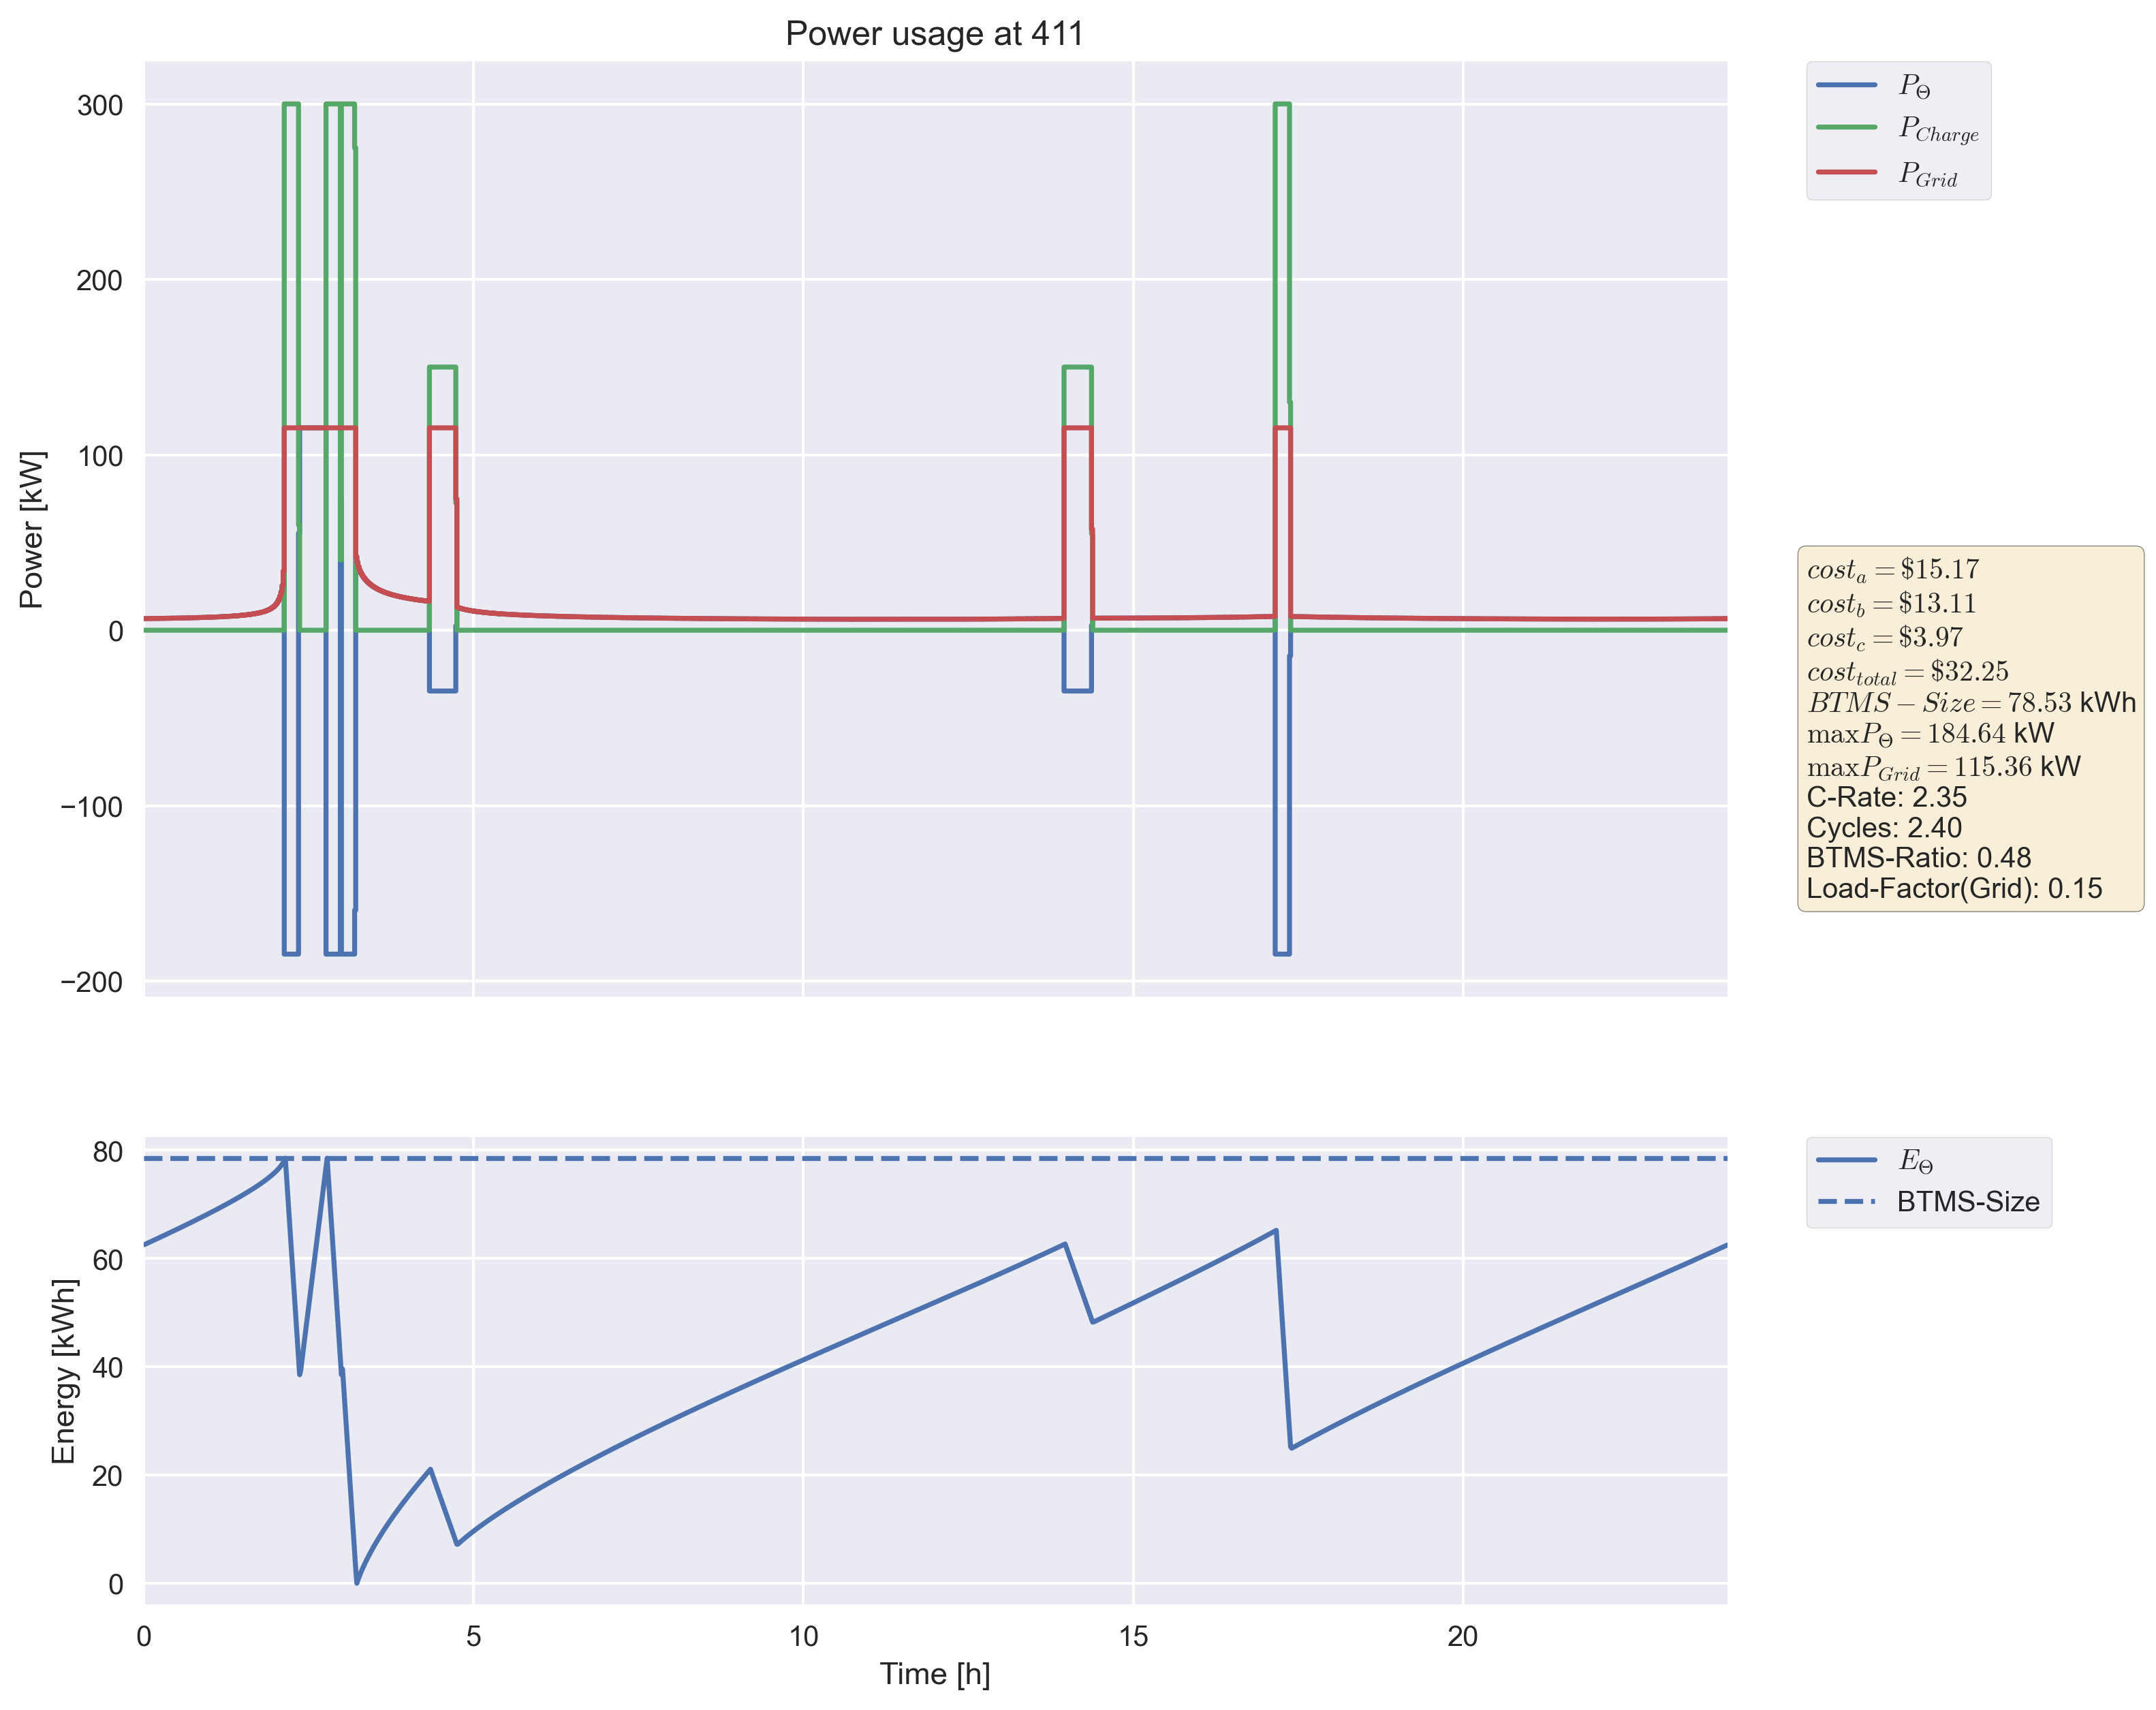 Power usage at 411
300
200
100
0
−100
−200
Power [kW]
P_Θ
P_Charge
P_Grid
cost_a = $15.17
cost_b = $13.11
cost_c = $3.97
cost_total = $32.25
BTMS − Size = 78.53 kWh
max P_Θ = 184.64 kW
max P_Grid = 115.36 kW
C-Rate: 2.35
Cycles: 2.40
BTMS-Ratio: 0.48
Load-Factor(Grid): 0.15
80
60
40
20
0
Energy [kWh]
E_Θ
BTMS-Size
0 5 10 15 20
Time [h]